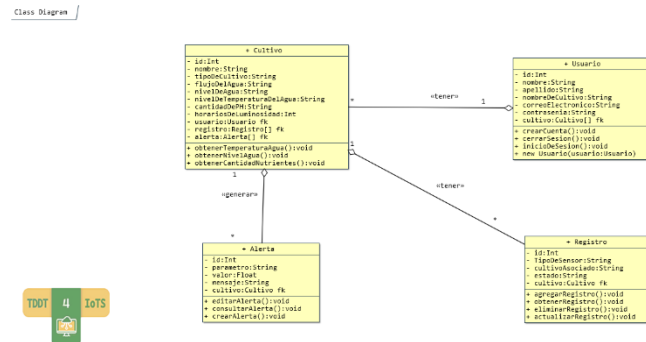 Class Diagram
+ Cultivo
- id:Int
- nombre:String
- tipoDeCultivo:String
- flujoDelAgua:String
- nivelDeAgua:String
- nivelDeTemperaturaDelAgua:String
- cantidadDePH:String
- horariosDeLuminosidad:Int
- usuario:Usuario fk
- registro:Registro[] fk
- alerta:Alerta[] fk
+ obtenerTemperaturaAgua():void
+ obtenerNivelAgua():void
+ obtenerCantidadNutrientes():void
+ Usuario
- id:Int
- nombre:String
- apellido:String
- nombreDeCultivo:String
- correoElectronico:String
- contrasenia:String
- cultivo:Cultivo[] fk
+ crearCuenta():void
+ cerrarSesion():void
+ inicioDeSesion():void
+ new Usuario(usuario:Usuario)
«tener»
*
1
1
«tener»
*
1
«generar»
*
+ Alerta
- id:Int
- parametro:String
- valor:Float
- mensaje:String
- cultivo:Cultivo fk
+ editarAlerta():void
+ consultarAlerta():void
+ crearAlerta():void
+ Registro
- id:Int
- TipoDeSensor:String
- cultivoAsociado:String
- estado:String
- cultivo:Cultivo fk
+ agregarRegistro():void
+ obtenerRegistro():void
+ eliminarRegistro():void
+ actualizarRegistro():void
TDDT 4 IoTS